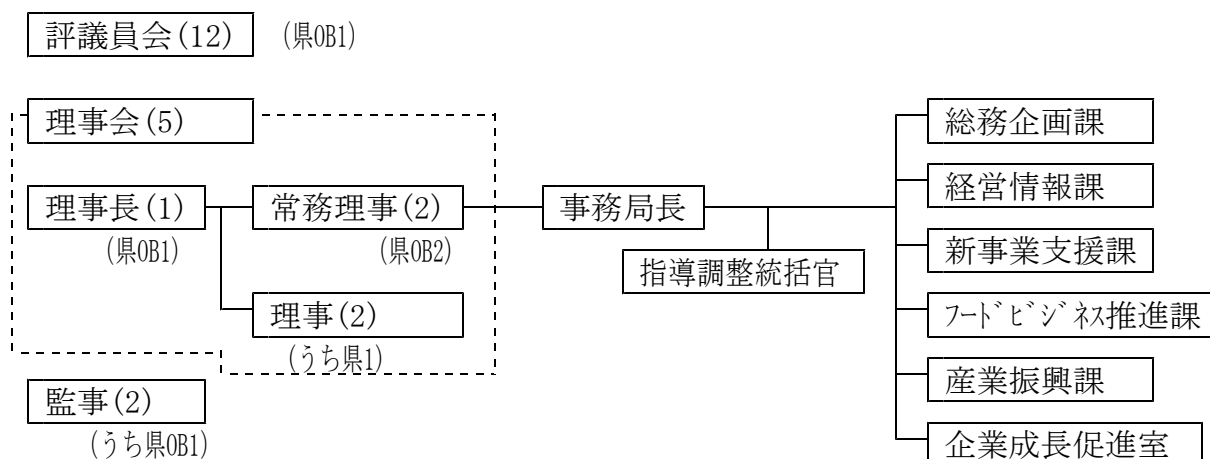 評議員会(12) (県OB1)
理事会(5)
理事長(1)
(県OB1)
常務理事(2)
(県OB2)
理事(2)
(うち県1)
監事(2)
(うち県OB1)
事務局長
指導調整統括官
総務企画課
経営情報課
新事業支援課
ﾌｰﾄﾞﾋﾞｼﾞﾈｽ推進課
産業振興課
企業成長促進室